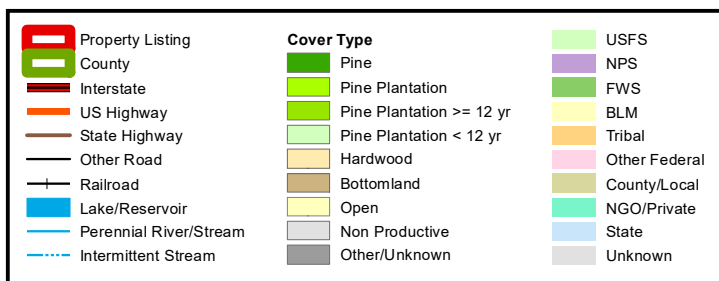 Property Listing
County
Interstate
US Highway
State Highway
Other Road
Railroad
Lake/Reservoir
Perennial River/Stream
Intermittent Stream
Cover Type
Pine
Pine Plantation
Pine Plantation >= 12 yr
Pine Plantation < 12 yr
Hardwood
Bottomland
Open
Non Productive
Other/Unknown
USFS
NPS
FWS
BLM
Tribal
Other Federal
County/Local
NGO/Private
State
Unknown